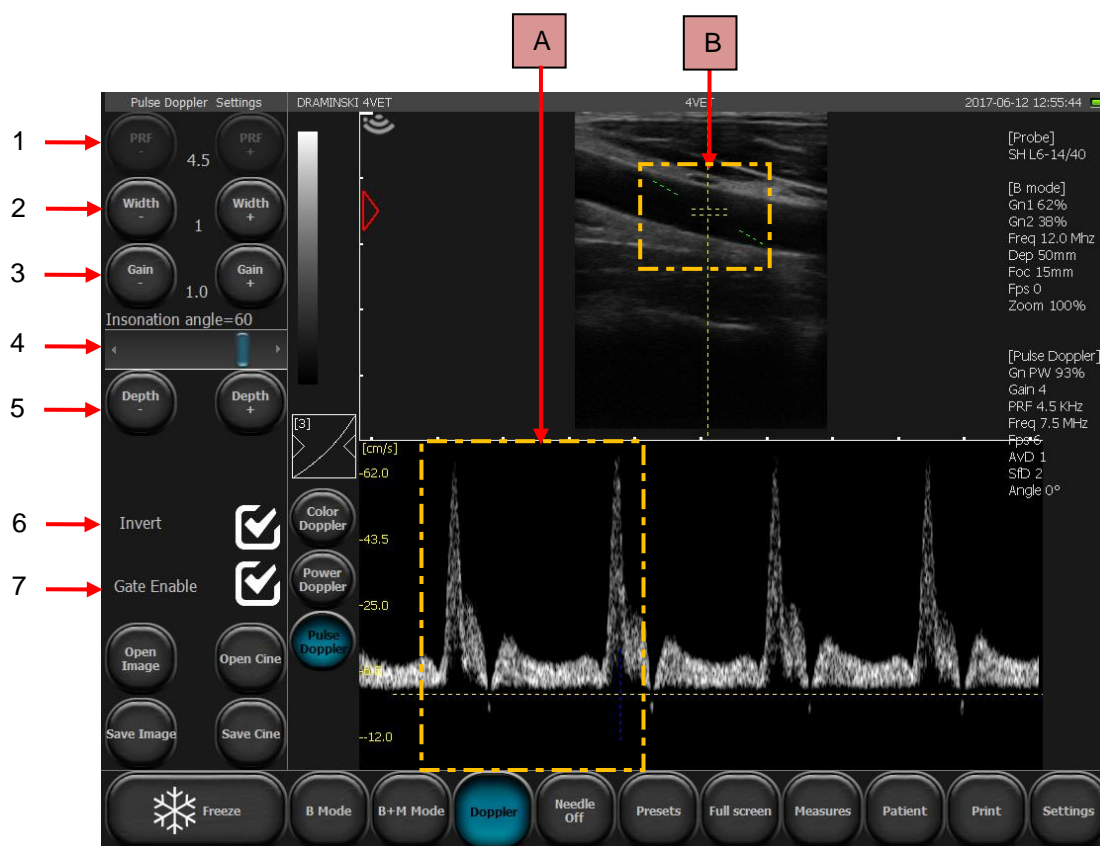 A
B
Pulse Doppler Settings
DRAMINSKI 4VET
4VET
2017-06-12 12:55:44
1
PRF
-
4.5
PRF
+
2
Width
-
1
Width
+
3
Gain
-
1.0
Gain
+
Insonation angle=60
4
5
Depth
-
Depth
+
6
Invert
7
Gate Enable
Open
Image
Open Cine
Save Image
Save Cine
[3]
Color
Doppler
Power
Doppler
Pulse
Doppler
[Probe]
SH L6-14/40
[B mode]
Gn1 62%
Gn2 38%
Freq 12.0 Mhz
Dep 50mm
Foc 15mm
Fps 0
Zoom 100%
[Pulse Doppler]
Gn PW 93%
Gain 4
PRF 4.5 KHz
Freq 7.5 MHz
Fps 6
AvD 1
SfD 2
Angle 0°
[cm/s]
-62.0
-43.5
-25.0
--12.0
Freeze
B Mode
B+M Mode
Doppler
Needle
Off
Presets
Full screen
Measures
Patient
Print
Settings